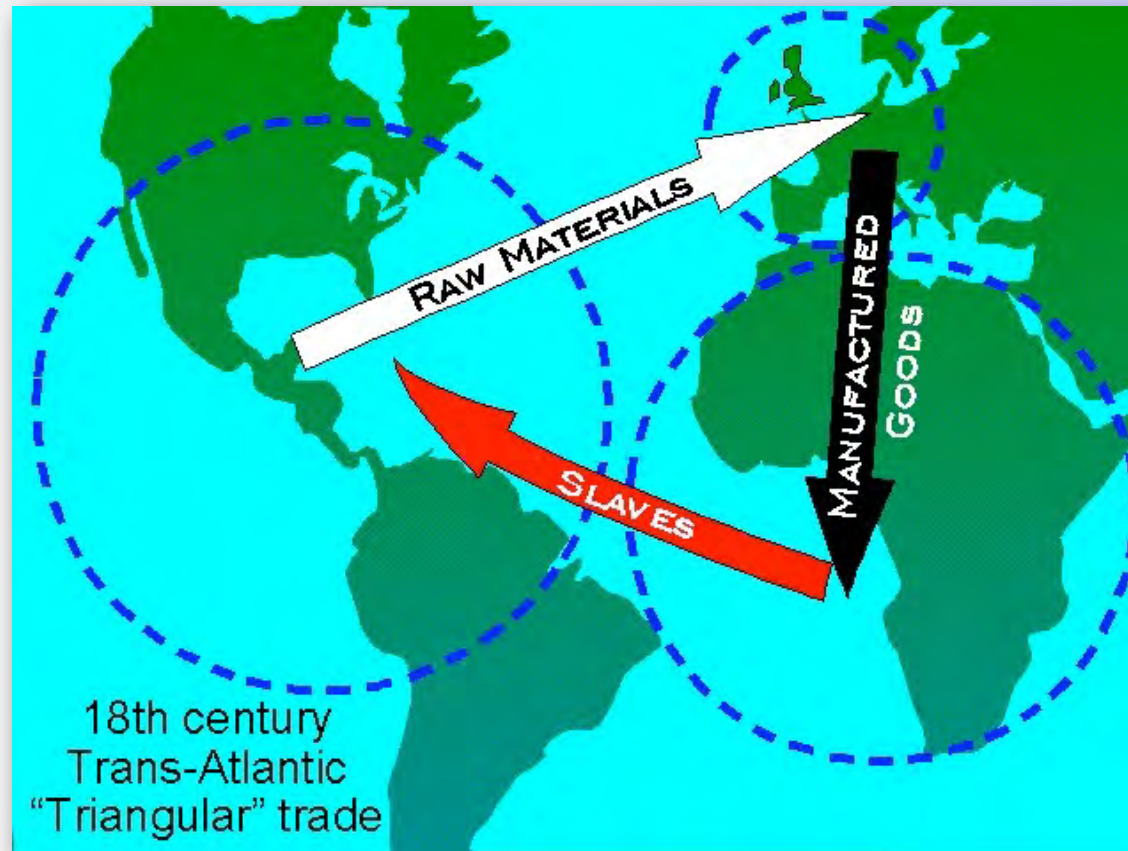 Raw Materials
Manufactured
Goods
Slaves
18th century
Trans-Atlantic
“Triangular” trade